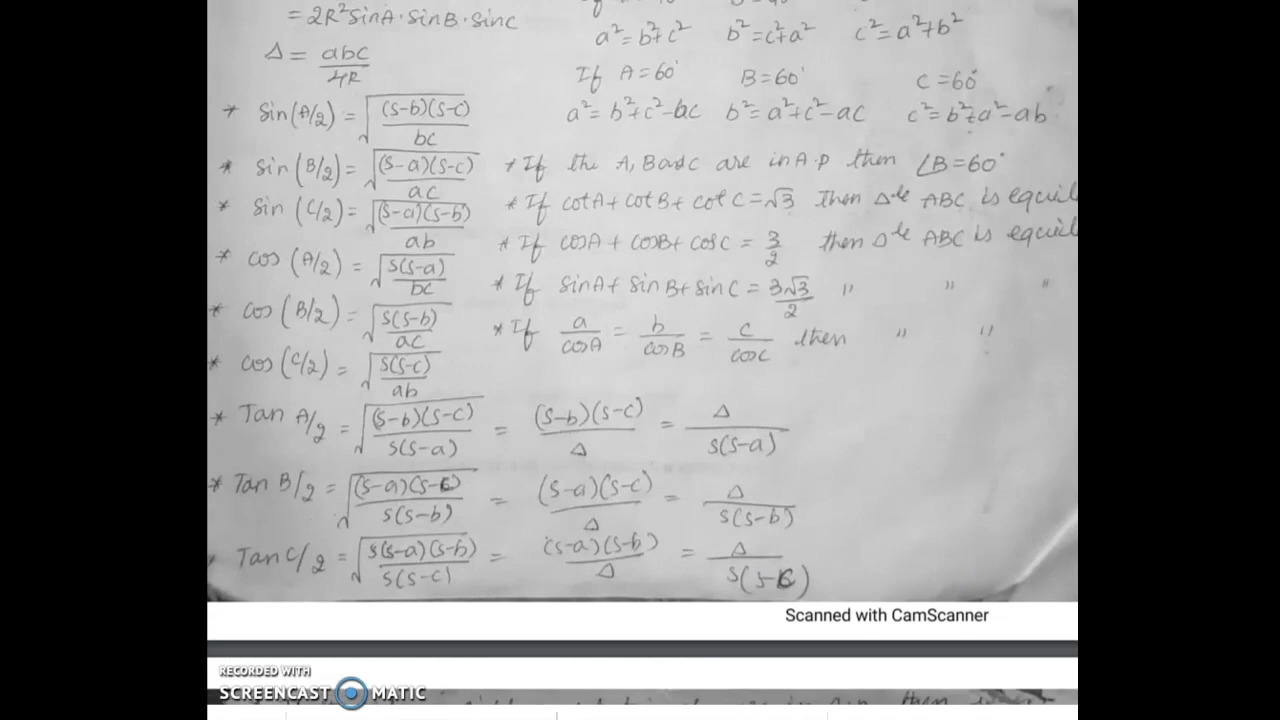 = 2R² sinA · sinB · sinC
Δ = abc / 4R
a² = b² + c²   b² = c² + a²   c² = a² + b²
If A = 60°   B = 60°   C = 60°
a² = b² + c² - bc   b² = a² + c² - ac   c² = b² + a² - ab
* sin(A/2) = √((s-b)(s-c) / bc)
* sin(B/2) = √((s-a)(s-c) / ac)
* sin(C/2) = √((s-a)(s-b) / ab)
* cos(A/2) = √(s(s-a) / bc)
* cos(B/2) = √(s(s-b) / ac)
* cos(C/2) = √(s(s-c) / ab)
* If the A, B and C are in A.P then ∠B = 60°
* If cotA + cotB + cotC = √3 Then Δle ABC is equil
* If cosA + cosB + cosC = 3/2 then Δle ABC is equil
* If sinA + sinB + sinC = 3√3/2 " " "
* If a/cosA = b/cosB = c/cosC then " "
* Tan A/2 = √((s-b)(s-c) / s(s-a)) = (s-b)(s-c) / Δ = Δ / s(s-a)
* Tan B/2 = √((s-a)(s-c) / s(s-b)) = (s-a)(s-c) / Δ = Δ / s(s-b)
* Tan C/2 = √(s(s-a)(s-b) / s(s-c)) = (s-a)(s-b) / Δ = Δ / s(s-c)
Scanned with CamScanner
RECORDED WITH
SCREENCAST MATIC